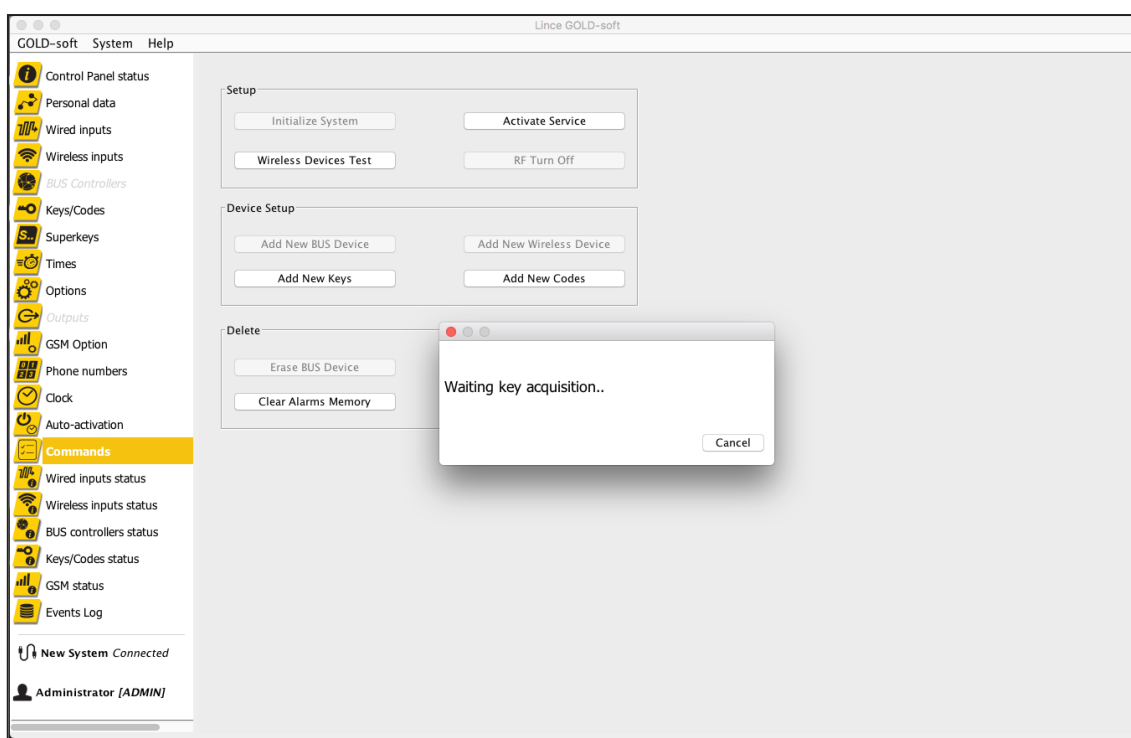 Lince GOLD-soft
GOLD-soft System Help
Control Panel status
Personal data
Wired inputs
Wireless inputs
BUS Controllers
Keys/Codes
S.. Superkeys
Times
Options
Outputs
GSM Option
Phone numbers
Clock
Auto-activation
Commands
Wired inputs status
Wireless inputs status
BUS controllers status
Keys/Codes status
GSM status
Events Log
New System Connected
Administrator [ADMIN]
Setup
Initialize System Activate Service
Wireless Devices Test RF Turn Off
Device Setup
Add New BUS Device Add New Wireless Device
Add New Keys Add New Codes
Delete
Erase BUS Device
Clear Alarms Memory
Waiting key acquisition..
Cancel